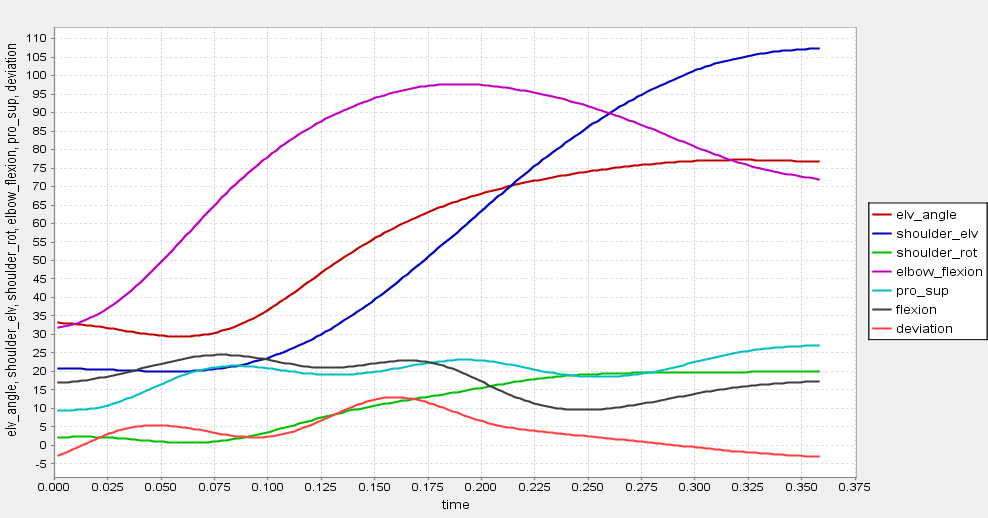 elv_angle, shoulder_elv, shoulder_rot, elbow_flexion, pro_sup, deviation
110
105
100
95
90
85
80
75
70
65
60
55
50
45
40
35
30
25
20
15
10
5
0
-5
0.000 0.025 0.050 0.075 0.100 0.125 0.150 0.175 0.200 0.225 0.250 0.275 0.300 0.325 0.350 0.375
time
elv_angle
shoulder_elv
shoulder_rot
elbow_flexion
pro_sup
flexion
deviation